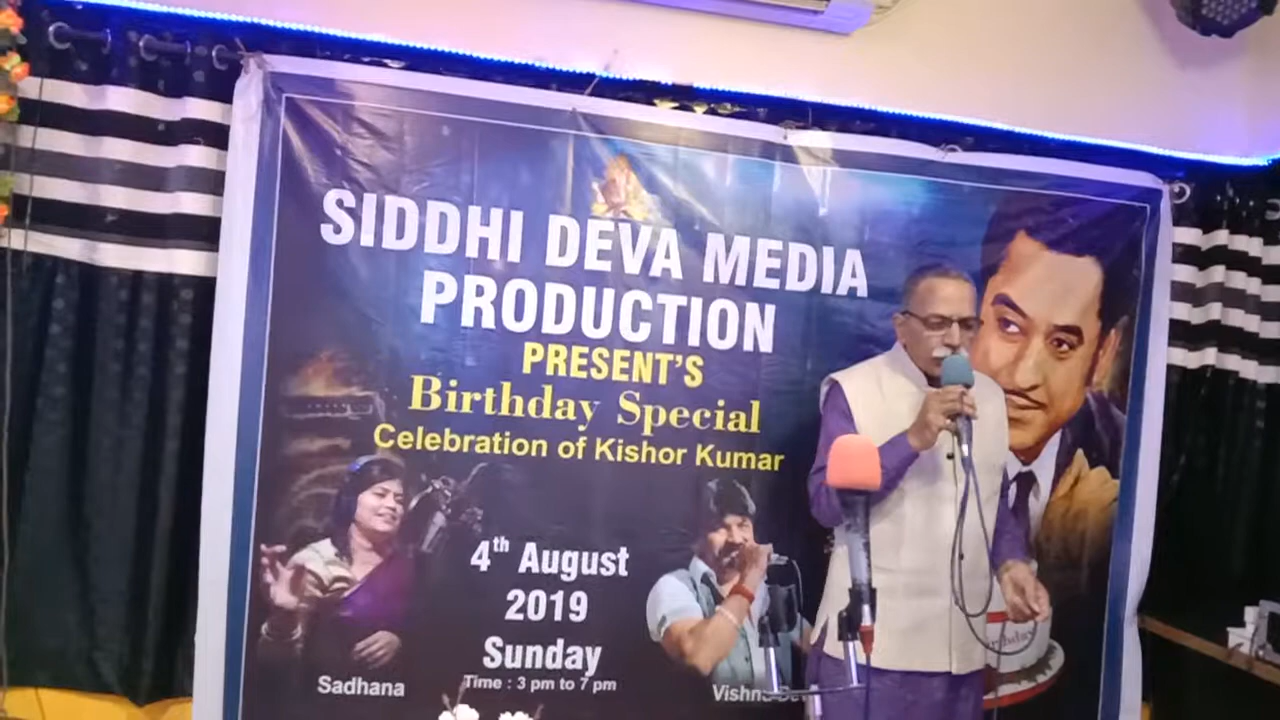 SIDDHI DEVA MEDIA
PRODUCTION
PRESENT'S
Birthday Special
Celebration of Kishor Kumar
4th August
2019
Sunday
Time : 3 pm to 7 pm
Sadhana
Birthday